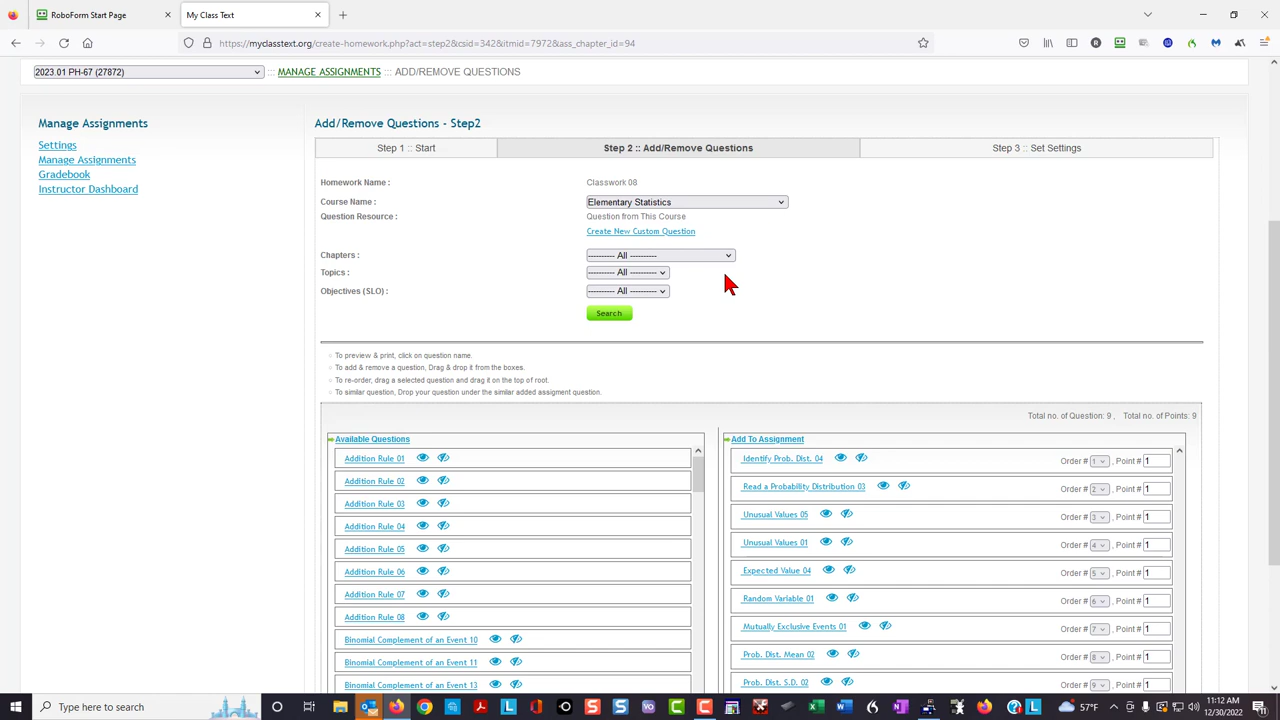 RoboForm Start Page
My Class Text
https://myclasstext.org/create-homework.php?act=step2&csid=342&itmid=7972&s_chapter_id=94
2023.01 PH-67 (27872)
::: MANAGE ASSIGNMENTS ::: ADD/REMOVE QUESTIONS
Manage Assignments
Settings
Manage Assignments
Gradebook
Instructor Dashboard
Add/Remove Questions - Step2
Step 1 :: Start
Step 2 :: Add/Remove Questions
Step 3 :: Set Settings
Homework Name : Classwork 08
Course Name : Elementary Statistics
Question Resource : Question from This Course
Create New Custom Question
Chapters : ---------- All ----------
Topics : ---------- All ----------
Objectives (SLO) : ---------- All ----------
Search
To preview & print, click on question name.
To add & remove a question, Drag & drop it from the boxes.
To re-order, drag a selected question and drag it on the top of root.
To similar question, Drop your question under the similar added assigment question.
Total no. of Question: 9 , Total no. of Points: 9
Available Questions
Addition Rule 01
Addition Rule 02
Addition Rule 03
Addition Rule 04
Addition Rule 05
Addition Rule 06
Addition Rule 07
Addition Rule 08
Binomial Complement of an Event 10
Binomial Complement of an Event 11
Binomial Complement of an Event 13
Add To Assignment
Identify Prob. Dist. 04 Order # 1 , Point # 1
Read a Probability Distribution 03 Order # 2 , Point # 1
Unusual Values 05 Order # 3 , Point # 1
Unusual Values 01 Order # 4 , Point # 1
Expected Value 04 Order # 5 , Point # 1
Random Variable 01 Order # 6 , Point # 1
Mutually Exclusive Events 01 Order # 7 , Point # 1
Prob. Dist. Mean 02 Order # 8 , Point # 1
Prob. Dist. S.D. 02 Order # 9 , Point # 1
Type here to search
57°F
11:12 AM
12/30/2022